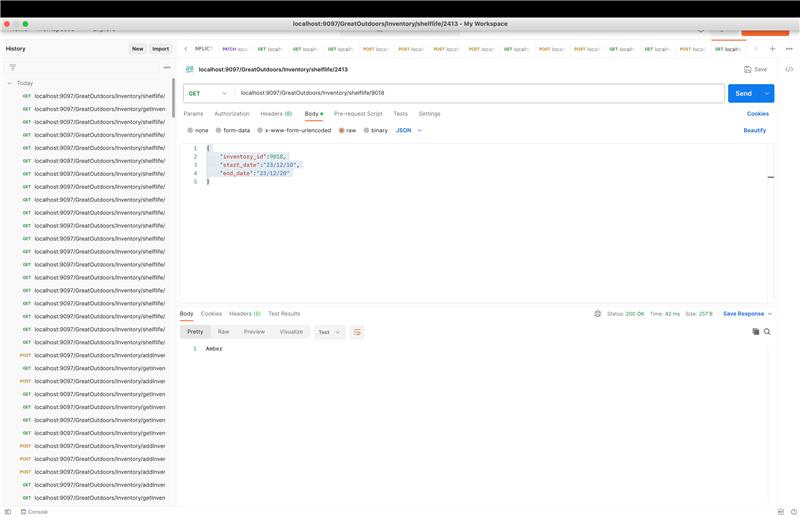 localhost:9097/GreatOutdoors/Inventory/shelflife/2413 - My Workspace
History
New
Import
NFLICT
PATCH loca
GET localh
GET localh
GET localh
POST localh
POST localh
POST local
GET localh
POST localh
POST localh
GET localh
GET localh
POST localh
GET localh
Today
localhost:9097/GreatOutdoors/Inventory/shelflife/2413
Save
GET localhost:9097/GreatOutdoors/Inventory/shelflife/
GET localhost:9097/GreatOutdoors/Inventory/getInven
GET localhost:9097/GreatOutdoors/Inventory/shelflife/
GET localhost:9097/GreatOutdoors/Inventory/shelflife/
GET localhost:9097/GreatOutdoors/Inventory/shelflife/
GET localhost:9097/GreatOutdoors/Inventory/shelflife/
GET localhost:9097/GreatOutdoors/Inventory/shelflife/
GET localhost:9097/GreatOutdoors/Inventory/shelflife/
GET localhost:9097/GreatOutdoors/Inventory/shelflife/
GET localhost:9097/GreatOutdoors/Inventory/shelflife/
GET localhost:9097/GreatOutdoors/Inventory/shelflife/
GET localhost:9097/GreatOutdoors/Inventory/shelflife/
GET localhost:9097/GreatOutdoors/Inventory/getInven
GET localhost:9097/GreatOutdoors/Inventory/shelflife/
GET localhost:9097/GreatOutdoors/Inventory/shelflife/
GET localhost:9097/GreatOutdoors/Inventory/shelflife/
GET localhost:9097/GreatOutdoors/Inventory/shelflife/
GET localhost:9097/GreatOutdoors/Inventory/shelflife/
GET localhost:9097/GreatOutdoors/Inventory/shelflife/
GET localhost:9097/GreatOutdoors/Inventory/shelflife/
POST localhost:9097/GreatOutdoors/Inventory/addInver
GET localhost:9097/GreatOutdoors/Inventory/getInven
POST localhost:9097/GreatOutdoors/Inventory/addInver
GET localhost:9097/GreatOutdoors/Inventory/getInven
GET localhost:9097/GreatOutdoors/Inventory/getInven
GET localhost:9097/GreatOutdoors/Inventory/getInven
GET localhost:9097/GreatOutdoors/Inventory/getInven
POST localhost:9097/GreatOutdoors/Inventory/addInver
GET localhost:9097/GreatOutdoors/Inventory/getInven
POST localhost:9097/GreatOutdoors/Inventory/addInver
POST localhost:9097/GreatOutdoors/Inventory/addInver
GET localhost:9097/GreatOutdoors/Inventory/getInven
GET
localhost:9097/GreatOutdoors/Inventory/shelflife/9018
Send
Params
Authorization
Headers (8)
Body
Pre-request Script
Tests
Settings
Cookies
none
form-data
x-www-form-urlencoded
raw
binary
JSON
Beautify
1 {
2 "inventory_id":9018,
3 "start_date":"23/12/10",
4 "end_date":"23/12/20"
5 }
Body
Cookies
Headers (8)
Test Results
Status: 200 OK
Time: 42 ms
Size: 257 B
Save Response
Pretty
Raw
Preview
Visualize
Text
1 Amber
Console